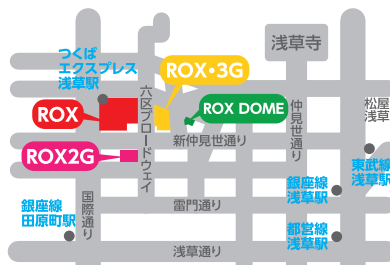 つくば
エクスプレス
浅草駅
浅草寺
ROX・3G
ROX
ROX DOME
六区ブロードウェイ
仲見世通り
松屋
浅草
新仲見世通り
ROX2G
東武線
浅草駅
銀座線
浅草駅
国際通り
銀座線
田原町駅
雷門通り
都営線
浅草駅
浅草通り